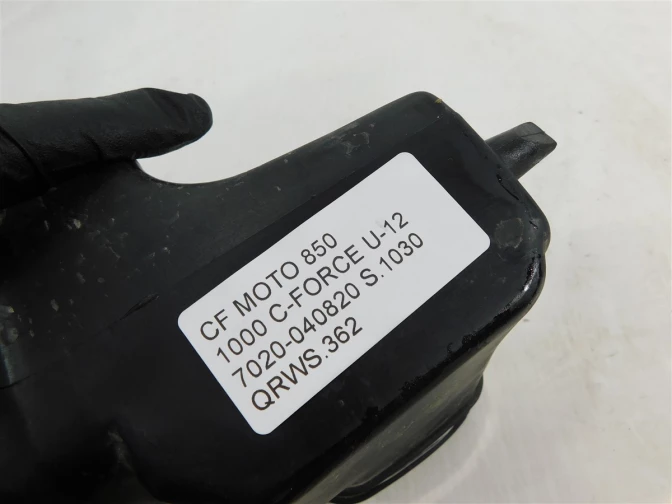 CF MOTO 850
1000 C-FORCE U-12
7020-040820 S.1030
QRWS.362